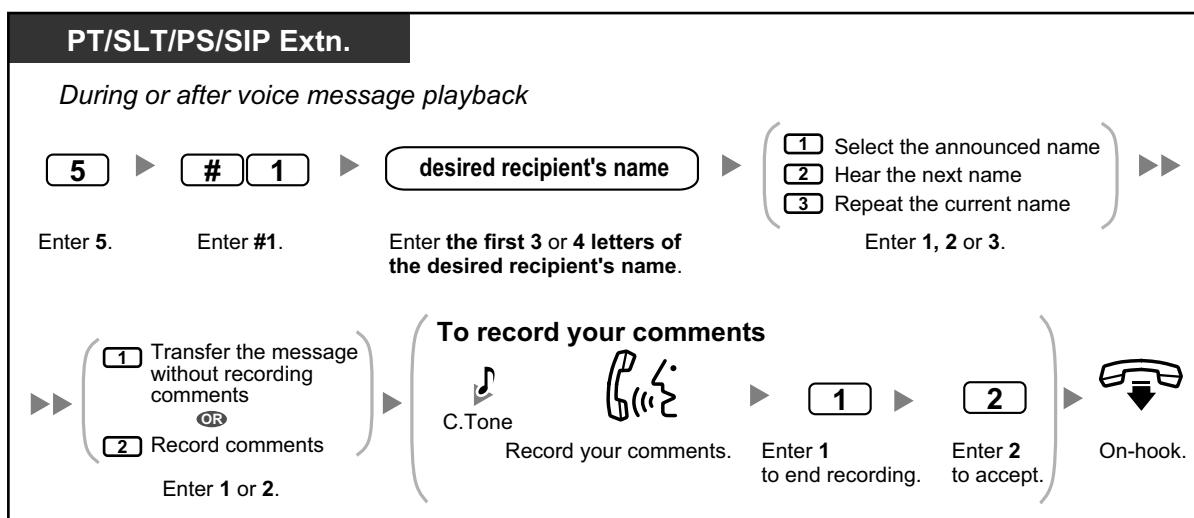 PT/SLT/PS/SIP Extn.
During or after voice message playback
5
# 1
desired recipient's name
1 Select the announced name
2 Hear the next name
3 Repeat the current name
Enter 5.
Enter #1.
Enter the first 3 or 4 letters of
the desired recipient's name.
Enter 1, 2 or 3.
1 Transfer the message
without recording
comments
OR
2 Record comments
Enter 1 or 2.
To record your comments
C.Tone
Record your comments.
1
Enter 1
to end recording.
2
Enter 2
to accept.
On-hook.